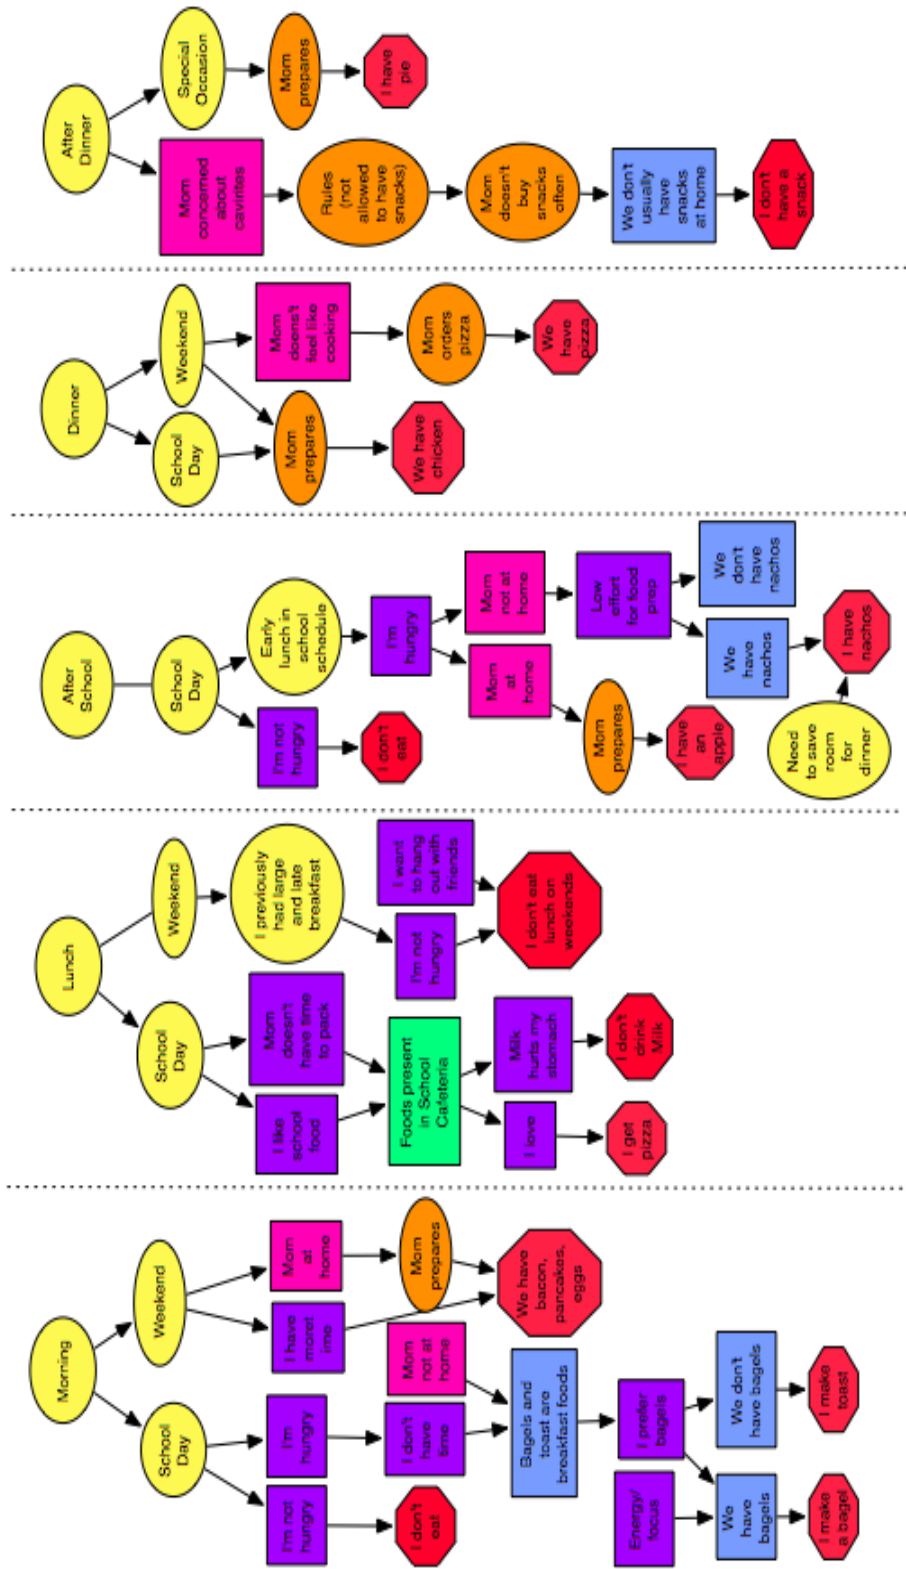 Morning
School
Day
Weekend
I'm not
hungry
I'm
hungry
I have
moret
ime
Mom
at
home
I don't
eat
I don't
have
time
Mom
not at
home
Mom
prepares
Bagels and
toast are
breakfast foods
We have
bacon,
pancakes,
eggs
Energy/
focus
I prefer
bagels
We
have
bagels
We don't
have bagels
I make
a bagel
I make
toast
Lunch
School
Day
Weekend
I like
school
food
Mom
doesn't
have time
to pack
I previously
had large
and late
breakfast
Foods present
in School
Cafeteria
I'm not
hungry
I want
to hang
out with
friends
I love
Milk
hurts my
stomach
I don't eat
lunch on
weekends
I get
pizza
I don't
drink
Milk
After
School
School
Day
I'm not
hungry
Early
lunch in
school
schedule
I don't
eat
I'm
hungry
Mom
at
home
Mom
not at
home
Mom
prepares
Low
effort
for food
prep
I have
an
apple
We
have
nachos
We
don't
have
nachos
Need
to save
room
for
dinner
I have
nachos
Dinner
School
Day
Weekend
Mom
prepares
Mom
doens't
feel like
cooking
We have
chicken
Mom
orders
pizza
We
have
pizza
After
Dinner
Mom
concerned
about
cavirites
Special
Occasion
Rules
(not
allowed
to have
snacks)
Mom
prepares
Mom
doesn't
buy
snacks
often
I have
pie
We don't
usually
have
snacks
at home
I don't
have a
snack